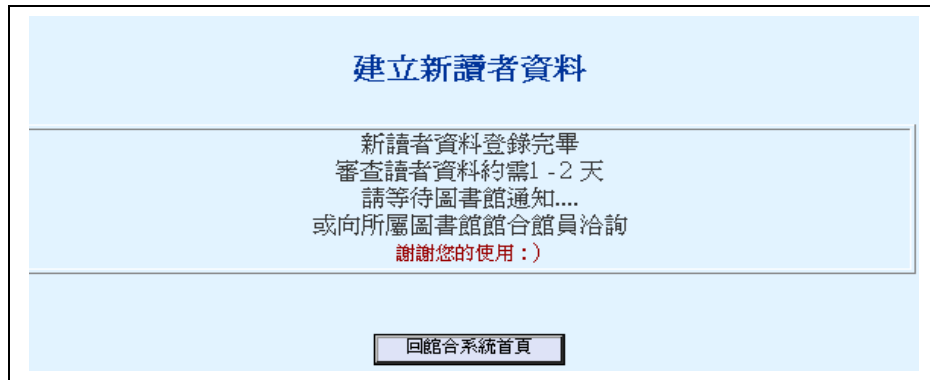 建立新讀者資料
新讀者資料登錄完畢
審查讀者資料約需1 -2 天
請等待圖書館通知....
或向所屬圖書館館合館員洽詢
謝謝您的使用：)
回館合系統首頁